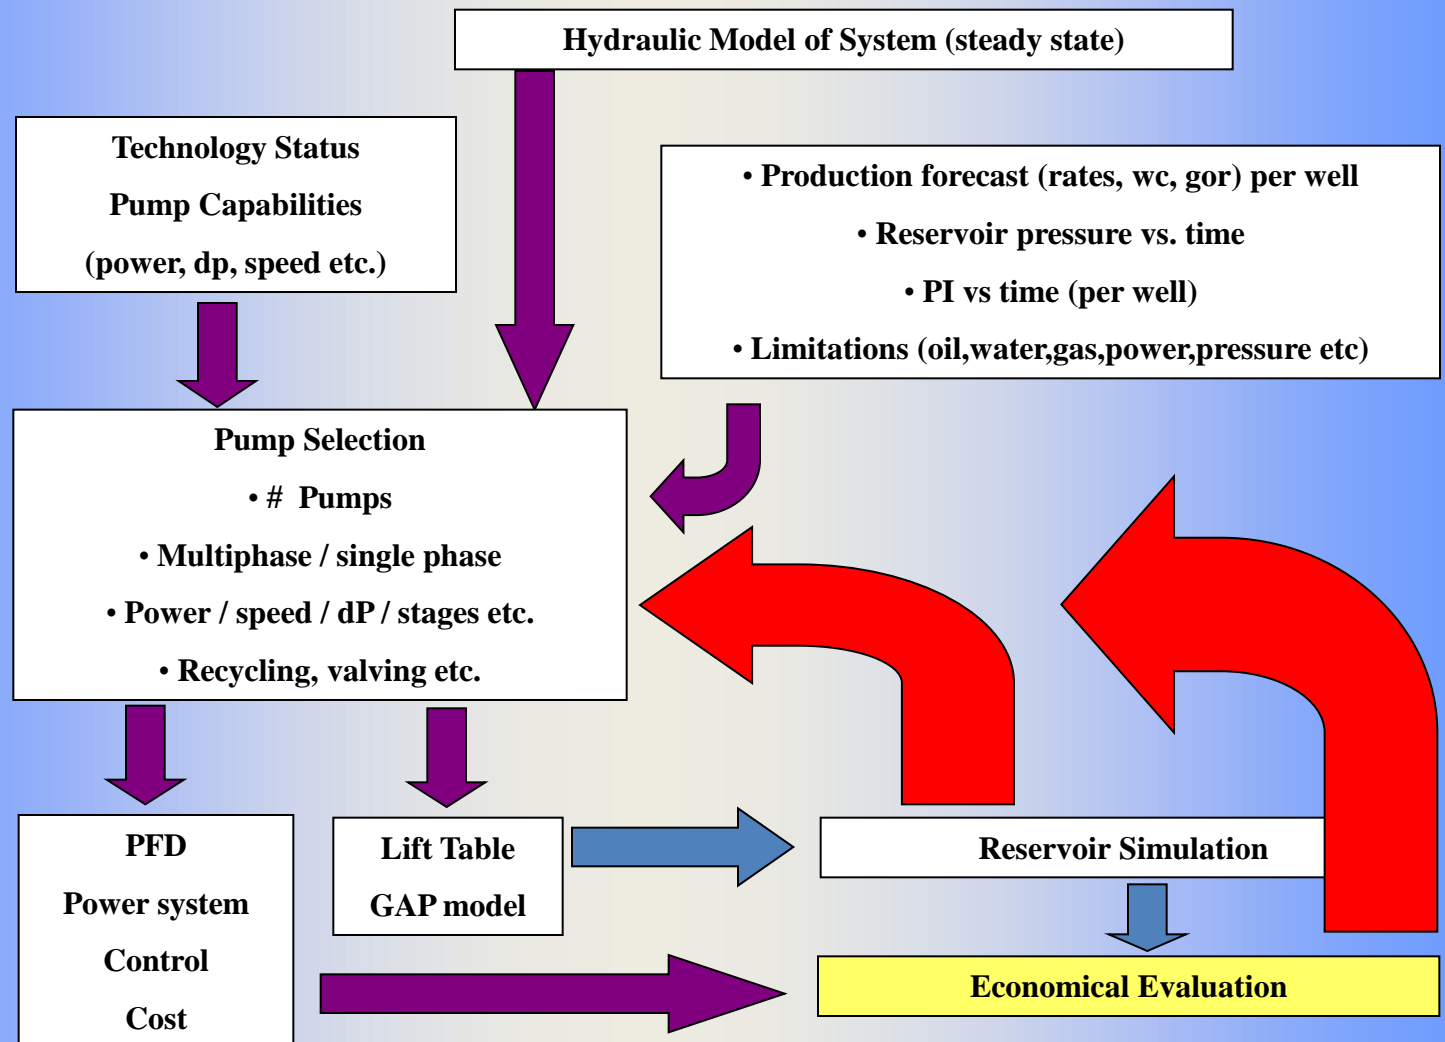 Hydraulic Model of System (steady state)
Technology Status
Pump Capabilities
(power, dp, speed etc.)
• Production forecast (rates, wc, gor) per well
• Reservoir pressure vs. time
• PI vs time (per well)
• Limitations (oil,water,gas,power,pressure etc)
Pump Selection
• # Pumps
• Multiphase / single phase
• Power / speed / dP / stages etc.
• Recycling, valving etc.
PFD
Power system
Control
Cost
Lift Table
GAP model
Reservoir Simulation
Economical Evaluation